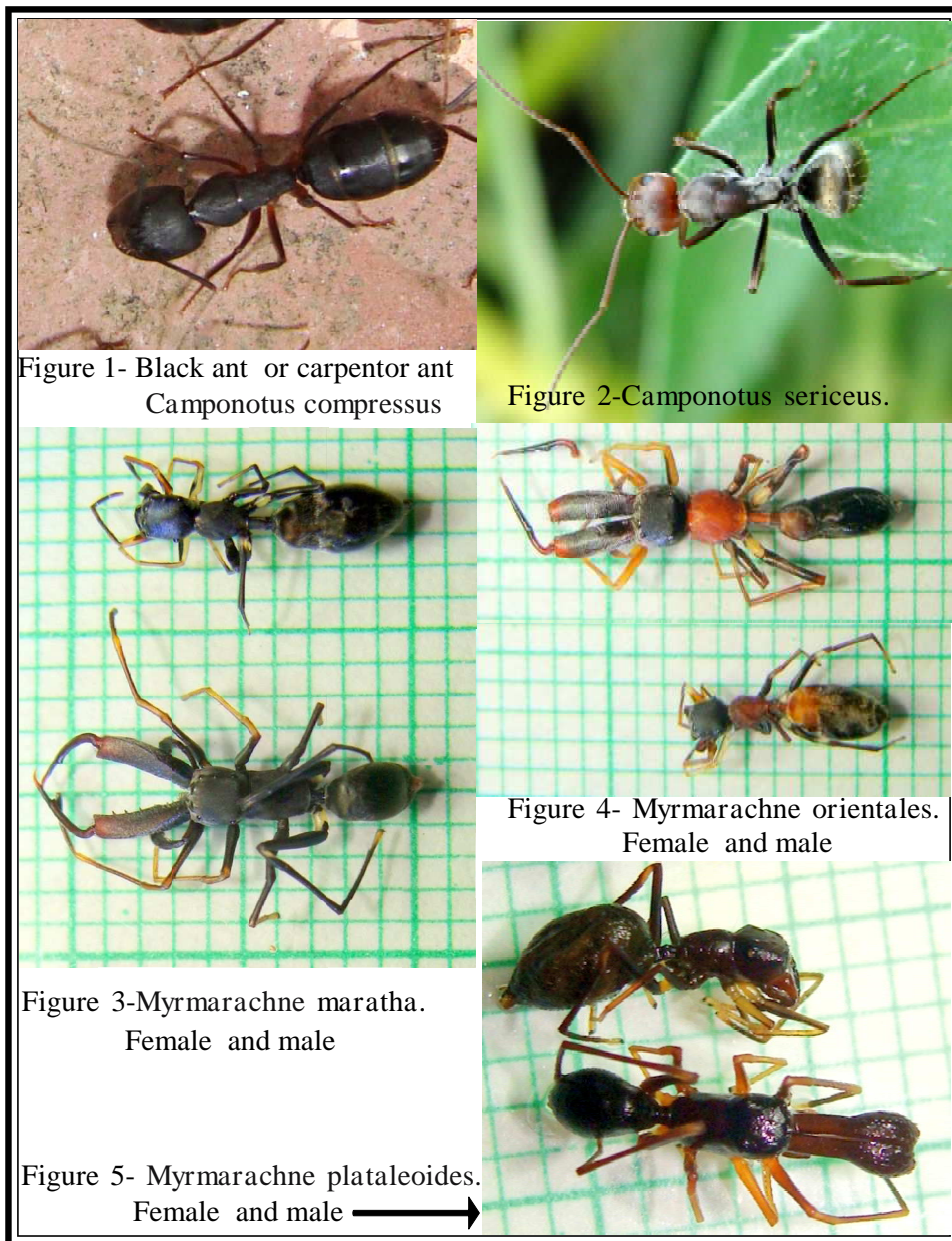 Figure 1- Black ant or carpentor ant
Camponotus compressus
Figure 2-Camponotus sericeus.
Figure 3-Myrmarachne maratha.
Female and male
Figure 4- Myrmarachne orientales.
Female and male
Figure 5- Myrmarachne plataleoides.
Female and male